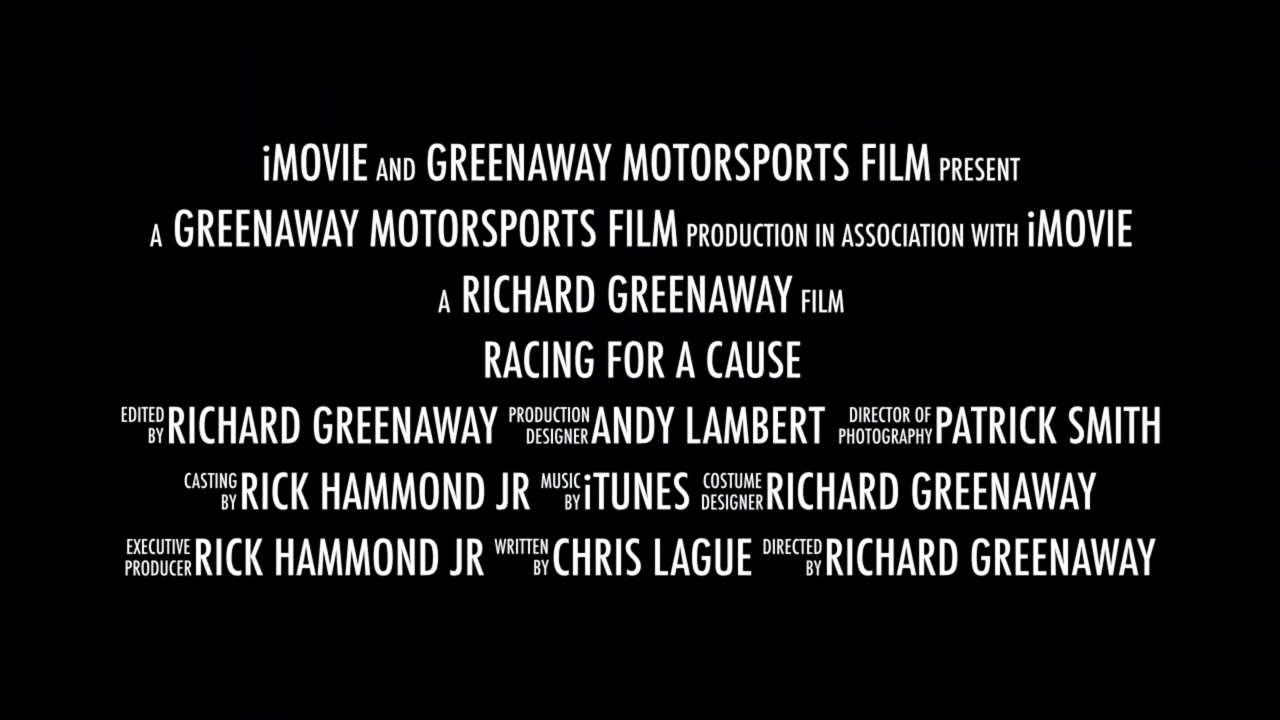 iMOVIE AND GREENAWAY MOTORSPORTS FILM PRESENT
A GREENAWAY MOTORSPORTS FILM PRODUCTION IN ASSOCIATION WITH iMOVIE
A RICHARD GREENAWAY FILM
RACING FOR A CAUSE
EDITED BY RICHARD GREENAWAY PRODUCTION DESIGNER ANDY LAMBERT DIRECTOR OF PHOTOGRAPHY PATRICK SMITH
CASTING BY RICK HAMMOND JR MUSIC BY iTUNES COSTUME DESIGNER RICHARD GREENAWAY
EXECUTIVE PRODUCER RICK HAMMOND JR WRITTEN BY CHRIS LAGUE DIRECTED BY RICHARD GREENAWAY